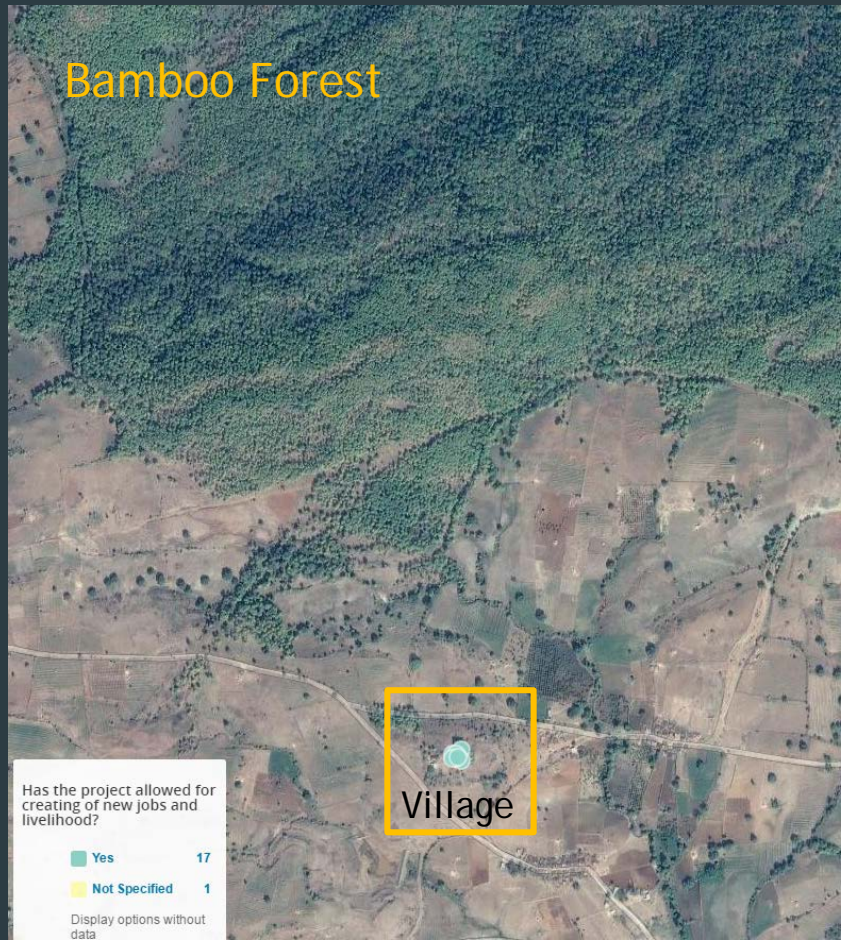 Bamboo Forest
Village
Has the project allowed for
creating of new jobs and
livelihood?
Yes 17
Not Specified 1
Display options without
data